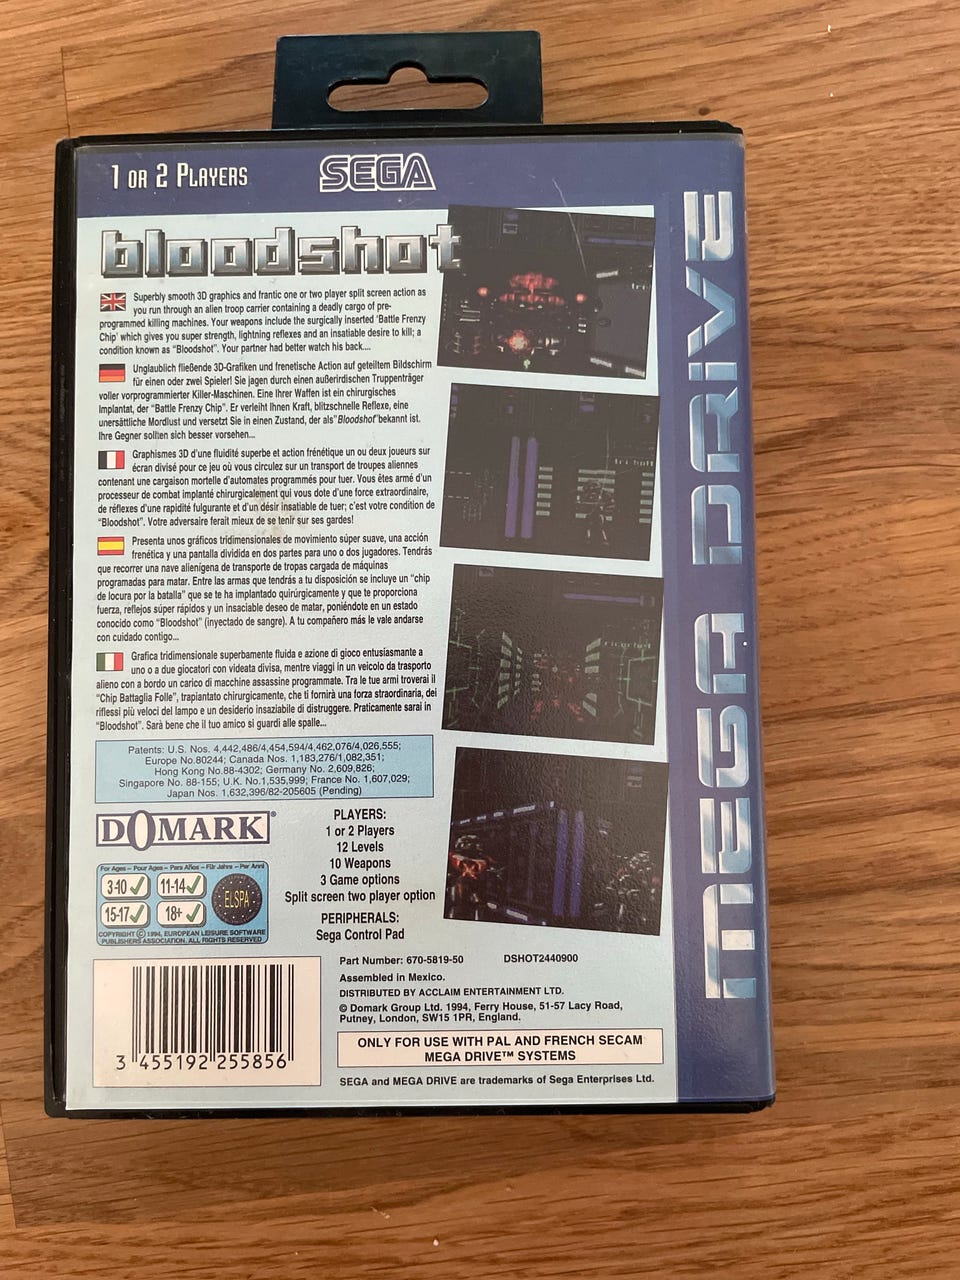 1 OR 2 PLAYERS
SEGA
bloodshot
Superbly smooth 3D graphics and frantic one or two player split screen action as
you run through an alien troop carrier containing a deadly cargo of pre-
programmed killing machines. Your weapons include the surgically inserted 'Battle Frenzy
Chip' which gives you super strength, lightning reflexes and an insatiable desire to kill; a
condition known as "Bloodshot". Your partner had better watch his back....
Unglaublich fließende 3D-Grafiken und frenetische Action auf geteiltem Bildschirm
für einen oder zwei Spieler! Sie jagen durch einen außerirdischen Truppenträger
voller vorprogrammierter Killer-Maschinen. Eine Ihrer Waffen ist ein chirurgisches
Implantat, der "Battle Frenzy Chip". Er verleiht Ihnen Kraft, blitzschnelle Reflexe, eine
unersättliche Mordlust und versetzt Sie in einen Zustand, der als"Bloodshof'bekannt ist.
Ihre Gegner sollten sich besser vorsehen...
Graphismes 3D d'une fluidité superbe et action frénétique un ou deux joueurs sur
écran divisé pour ce jeu où vous circulez sur un transport de troupes aliennes
contenant une cargaison mortelle d'automates programmés pour tuer. Vous êtes armé d'un
processeur de combat implanté chirurgicalement qui vous dote d'une force extraordinaire,
de réflexes d'une rapidité fulgurante et d'un désir insatiable de tuer; c'est votre condition de
"Bloodshot". Votre adversaire ferait mieux de se tenir sur ses gardes!
Presenta unos gráficos tridimensionales de movimiento súper suave, una acción
frenética y una pantalla dividida en dos partes para uno o dos jugadores. Tendrás
que recorrer una nave alienígena de transporte de tropas cargada de máquinas
programadas para matar. Entre las armas que tendrás a tu disposición se incluye un "chip
de locura por la batalla" que se te ha implantado quirúrgicamente y que te proporciona
fuerza, reflejos súper rápidos y un insaciable deseo de matar, poniéndote en un estado
conocido como "Bloodshot" (inyectado de sangre). A tu compañero más le vale andarse
con cuidado contigo...
Grafica tridimensionale superbamente fluida e azione di gioco entusiasmante a
uno o a due giocatori con videata divisa, mentre viaggi in un veicolo da trasporto
alieno con a bordo un carico di macchine assassine programmate. Tra le tue armi troverai il
"Chip Battaglia Folle", trapiantato chirurgicamente, che ti fornirà una forza straordinaria, dei
riflessi più veloci del lampo e un desiderio insaziabile di distruggere. Praticamente sarai in
"Bloodshot". Sarà bene che il tuo amico si guardi alle spalle...
Patents: U.S. Nos. 4,442,486/4,454,594/4,462,076/4,026,555;
Europe No.80244; Canada Nos. 1,183,276/1,082,351;
Hong Kong No.88-4302; Germany No. 2,609,826;
Singapore No. 88-155; U.K. No.1,535,999; France No. 1,607,029;
Japan Nos. 1,632,396/82-205605 (Pending)
DOMARK®
For Ages – Pour Ages – Para Años – Für Jahre – Per Anni
3-10 11-14
15-17 18+
ELSPA
COPYRIGHT © 1994, EUROPEAN LEISURE SOFTWARE
PUBLISHERS ASSOCIATION. ALL RIGHTS RESERVED
PLAYERS:
1 or 2 Players
12 Levels
10 Weapons
3 Game options
Split screen two player option
PERIPHERALS:
Sega Control Pad
3 455192 255856
Part Number: 670-5819-50 DSHOT2440900
Assembled in Mexico.
DISTRIBUTED BY ACCLAIM ENTERTAINMENT LTD.
© Domark Group Ltd. 1994, Ferry House, 51-57 Lacy Road,
Putney, London, SW15 1PR, England.
ONLY FOR USE WITH PAL AND FRENCH SECAM
MEGA DRIVE™ SYSTEMS
SEGA and MEGA DRIVE are trademarks of Sega Enterprises Ltd.
MEGA DRIVE